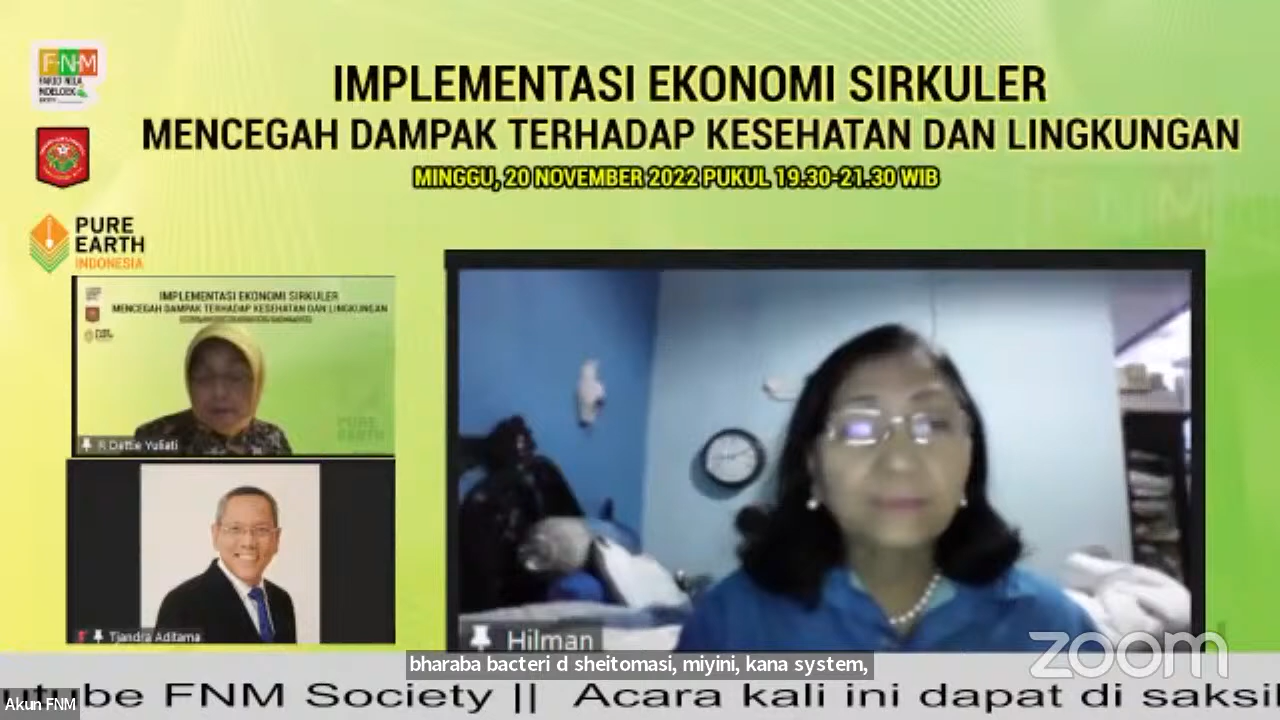 F-N-M
IMPLEMENTASI EKONOMI SIRKULER
MENCEGAH DAMPAK TERHADAP KESEHATAN DAN LINGKUNGAN
MINGGU, 20 NOVEMBER 2022 PUKUL 19.30-21.30 WIB
PURE
EARTH
INDONESIA
IMPLEMENTASI EKONOMI SIRKULER
MENCEGAH DAMPAK TERHADAP KESEHATAN DAN LINGKUNGAN
PURE
EARTH
R Dettie Yuliati
Tjandra Aditama
Hilman
zoom
bharaba bacteri d sheitomasi, miyini, kana system,
utube FNM Society || Acara kali ini dapat di saksi
Akun FNM